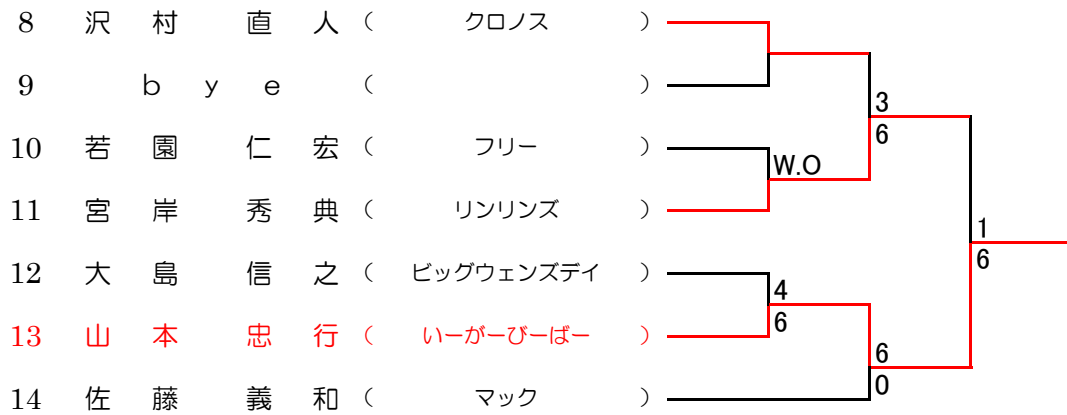 8 沢 村 直 人 ( クロノス )
9 b y e ( )
3
6
10 若 園 仁 宏 ( フリー )
W.O
11 宮 岸 秀 典 ( リンリンズ )
1
6
12 大 島 信 之 ( ビッグウェンズデイ )
4
6
13 山 本 忠 行 ( いーがーびーばー )
6
0
14 佐 藤 義 和 ( マック )